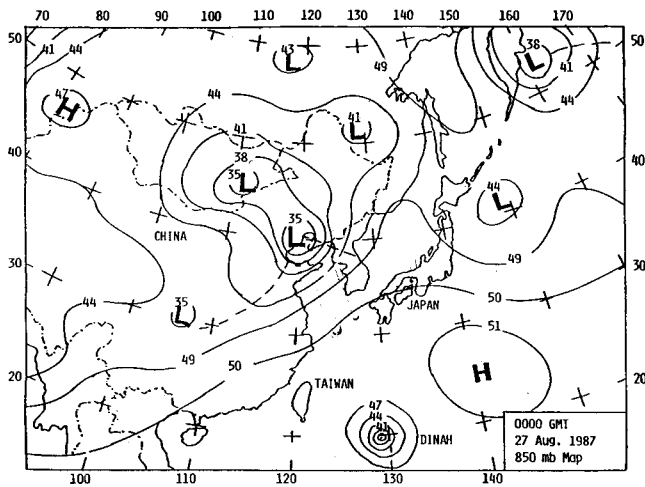 70 80 90 100 110 120 130 135 140 150 160 170
50 41 44 43 49 38 50
L L
41
44
47 44
H
41 41
L
40 38 40
35 L
44
L
35
L
CHINA
30 49 30
44 35 50
L JAPAN
51
49
50 H
20 20
TAIWAN
47
44
41
DINAH
0000 GMT
27 Aug. 1987
850 mb Map
100 110 120 130 140